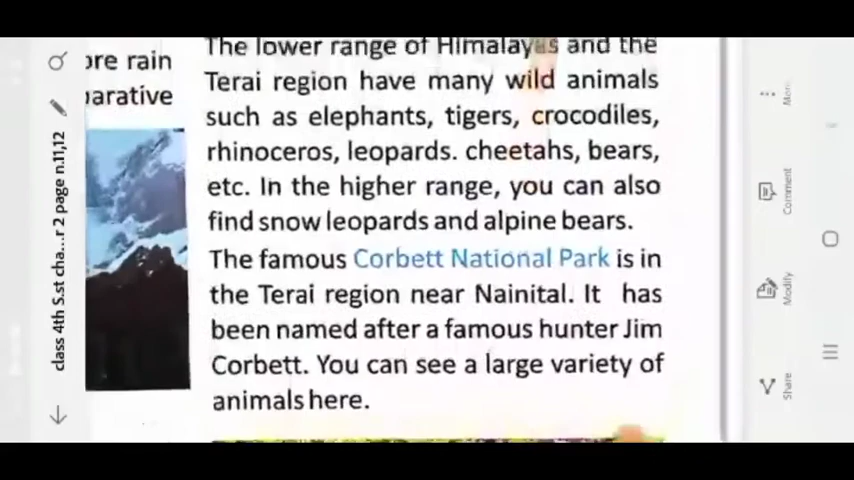 ore rain
parative
The lower range of Himalayas and the
Terai region have many wild animals
such as elephants, tigers, crocodiles,
rhinoceros, leopards. cheetahs, bears,
etc. In the higher range, you can also
find snow leopards and alpine bears.
The famous Corbett National Park is in
the Terai region near Nainital. It has
been named after a famous hunter Jim
Corbett. You can see a large variety of
animals here.
class 4th S.st cha...r 2 page n.11,12
More
Comment
Modify
Share